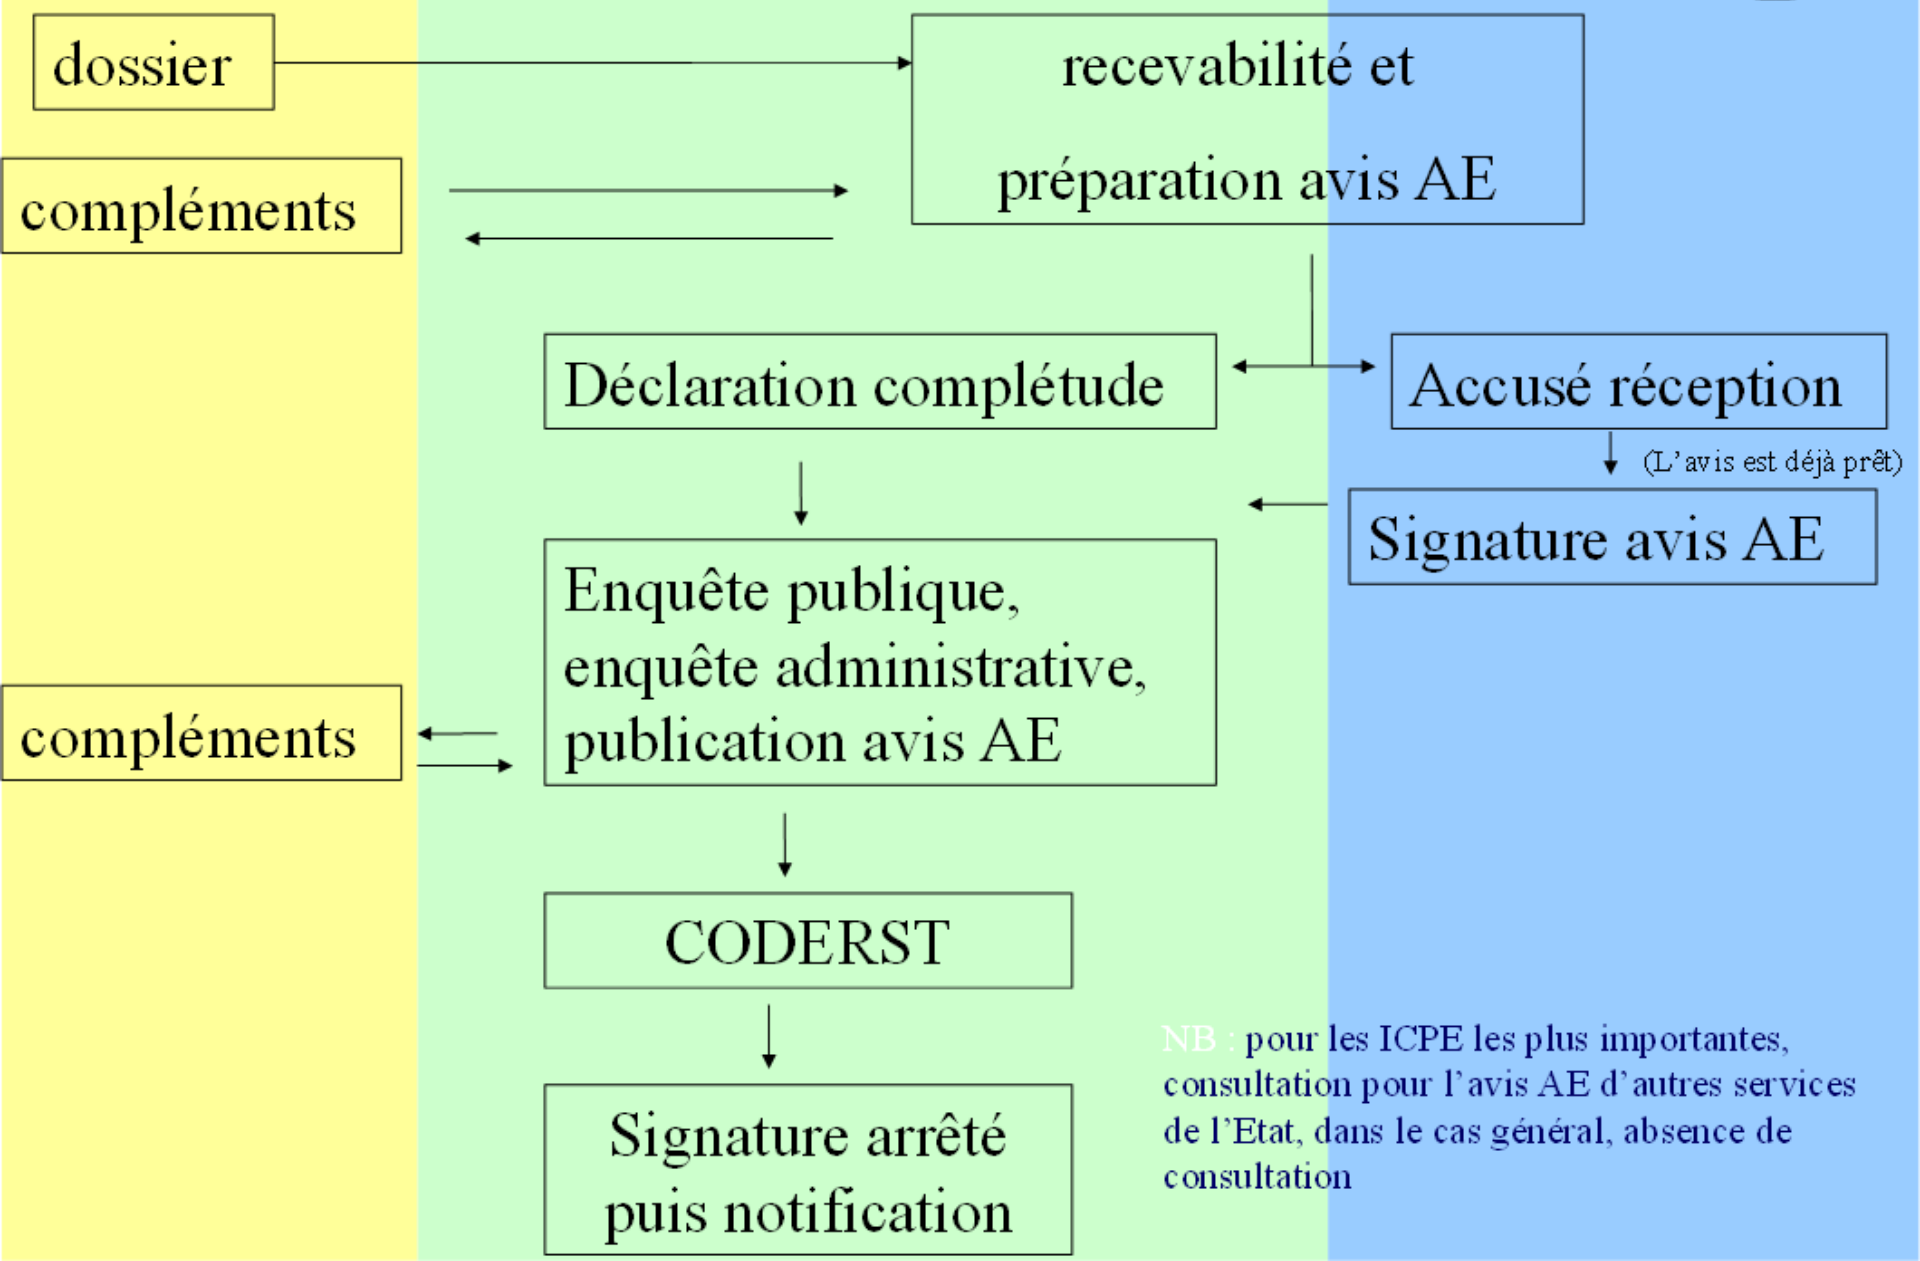 dossier
recevabilité et
préparation avis AE
compléments
Déclaration complétude
Accusé réception
(L’avis est déjà prêt)
Signature avis AE
Enquête publique,
enquête administrative,
publication avis AE
compléments
CODERST
Signature arrêté
puis notification
NB : pour les ICPE les plus importantes,
consultation pour l’avis AE d’autres services
de l’Etat, dans le cas général, absence de
consultation